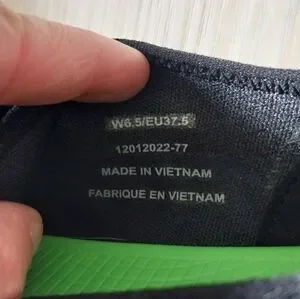 W6.5/EU37.5
12012022-77
MADE IN VIETNAM
FABRIQUE EN VIETNAM